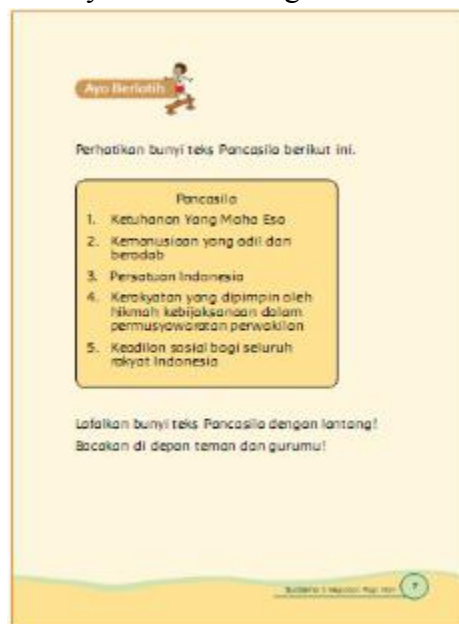 Ayo Berlatih
Perhatikan bunyi teks Pancasila berikut ini.
Pancasila
1. Ketuhanan Yang Maha Esa
2. Kemanusiaan yang adil dan
beradab
3. Persatuan Indonesia
4. Kerakyatan yang dipimpin oleh
hikmah kebijaksanaan dalam
permusyawaratan perwakilan
5. Keadilan sosial bagi seluruh
rakyat Indonesia
Lafalkan bunyi teks Pancasila dengan lantang!
Bacakan di depan teman dan gurumu!
7